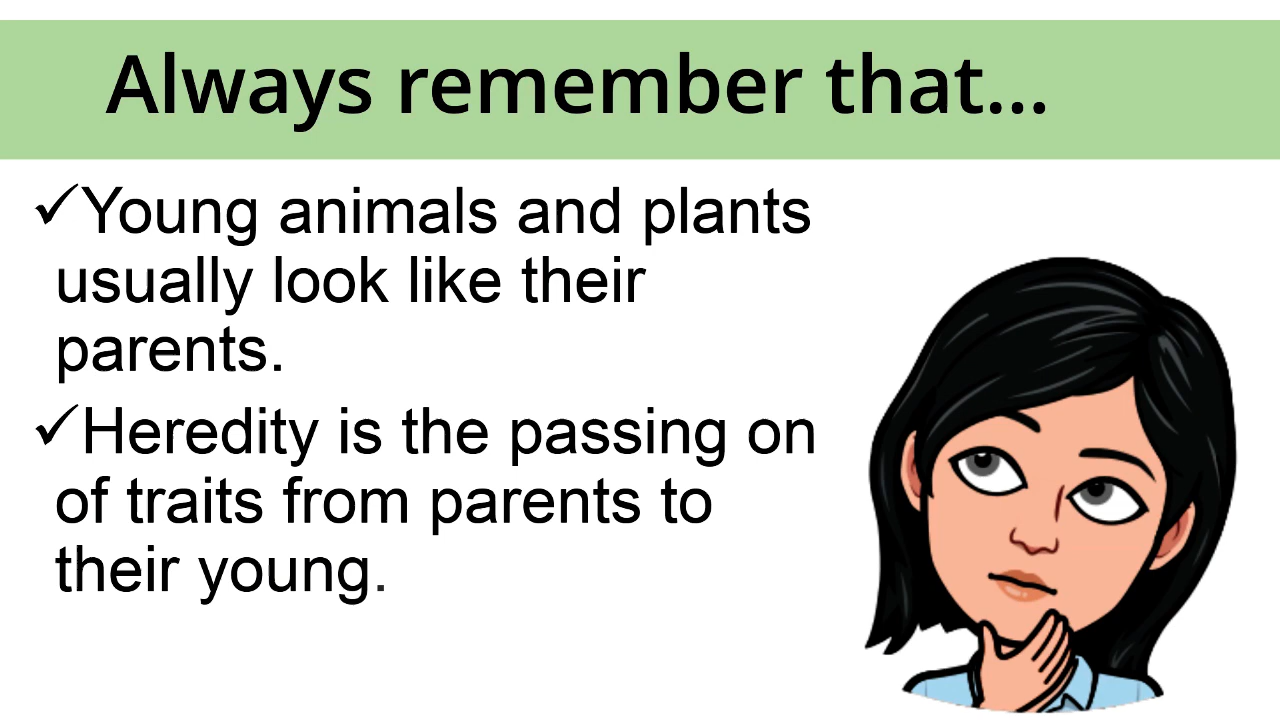 Always remember that...
✓Young animals and plants
usually look like their
parents.
✓Heredity is the passing on
of traits from parents to
their young.